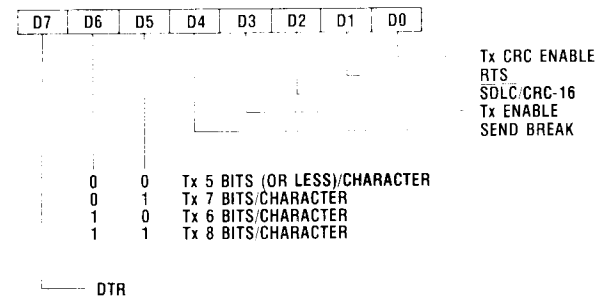 D7 D6 D5 D4 D3 D2 D1 D0
Tx CRC ENABLE
RTS
SDLC/CRC-16
Tx ENABLE
SEND BREAK
0 0 Tx 5 BITS (OR LESS)/CHARACTER
0 1 Tx 7 BITS/CHARACTER
1 0 Tx 6 BITS/CHARACTER
1 1 Tx 8 BITS/CHARACTER
DTR